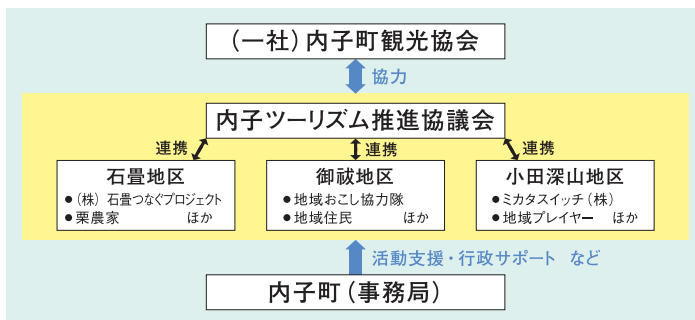 (一社)内子町観光協会
協力
内子ツーリズム推進協議会
連携
連携
連携
石畳地区
● (株) 石畳つなぐプロジェクト
● 栗農家 ほか
御祓地区
● 地域おこし協力隊
● 地域住民 ほか
小田深山地区
● ミカタスイッチ(株)
● 地域プレイヤー ほか
活動支援・行政サポート など
内子町(事務局)